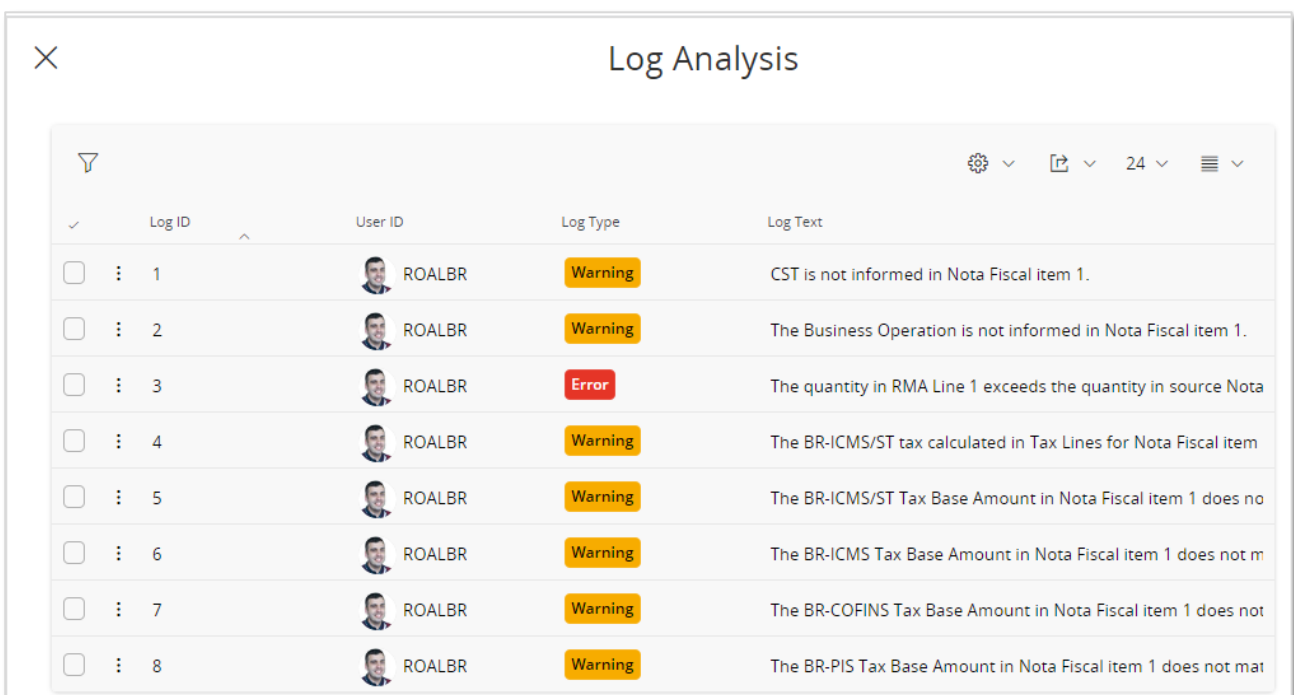 Log Analysis
24
Log ID User ID Log Type Log Text
1 ROALBR Warning CST is not informed in Nota Fiscal item 1.
2 ROALBR Warning The Business Operation is not informed in Nota Fiscal item 1.
3 ROALBR Error The quantity in RMA Line 1 exceeds the quantity in source Nota
4 ROALBR Warning The BR-ICMS/ST tax calculated in Tax Lines for Nota Fiscal item
5 ROALBR Warning The BR-ICMS/ST Tax Base Amount in Nota Fiscal item 1 does no
6 ROALBR Warning The BR-ICMS Tax Base Amount in Nota Fiscal item 1 does not m
7 ROALBR Warning The BR-COFINS Tax Base Amount in Nota Fiscal item 1 does not
8 ROALBR Warning The BR-PIS Tax Base Amount in Nota Fiscal item 1 does not mat